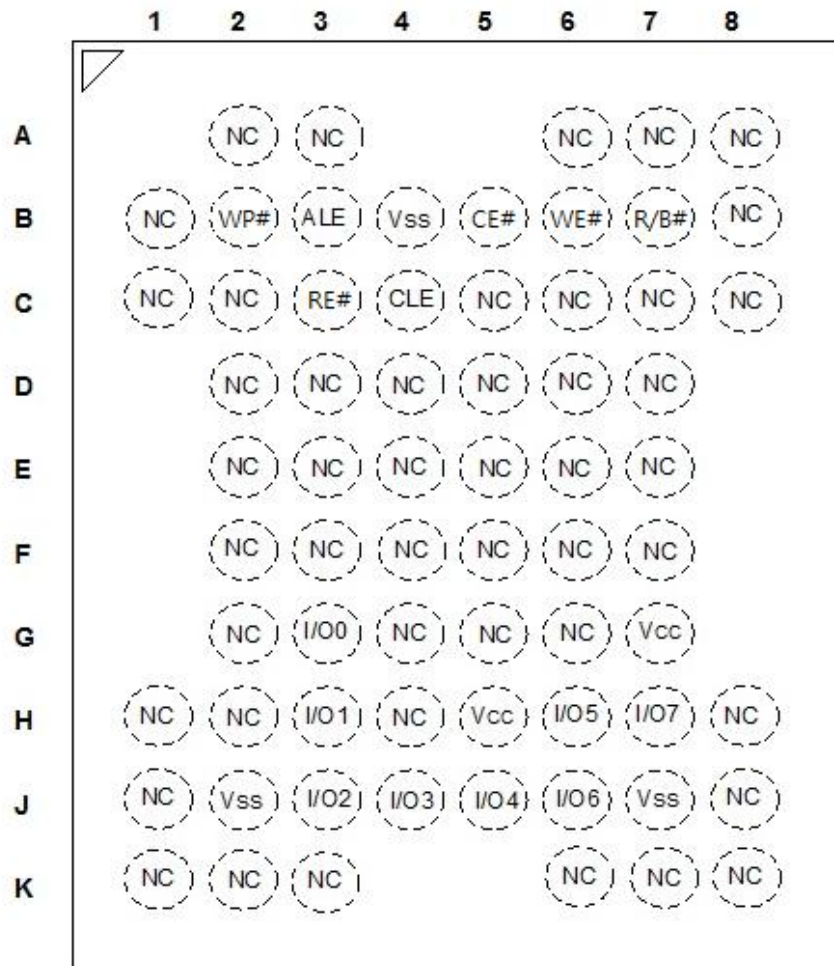 1 2 3 4 5 6 7 8
A NC NC NC NC NC
B NC WP# ALE Vss CE# WE# R/B# NC
C NC NC RE# CLE NC NC NC NC
D NC NC NC NC NC NC
E NC NC NC NC NC NC
F NC NC NC NC NC NC
G NC I/O0 NC NC NC Vcc
H NC NC I/O1 NC Vcc I/O5 I/O7 NC
J NC Vss I/O2 I/O3 I/O4 I/O6 Vss NC
K NC NC NC NC NC NC